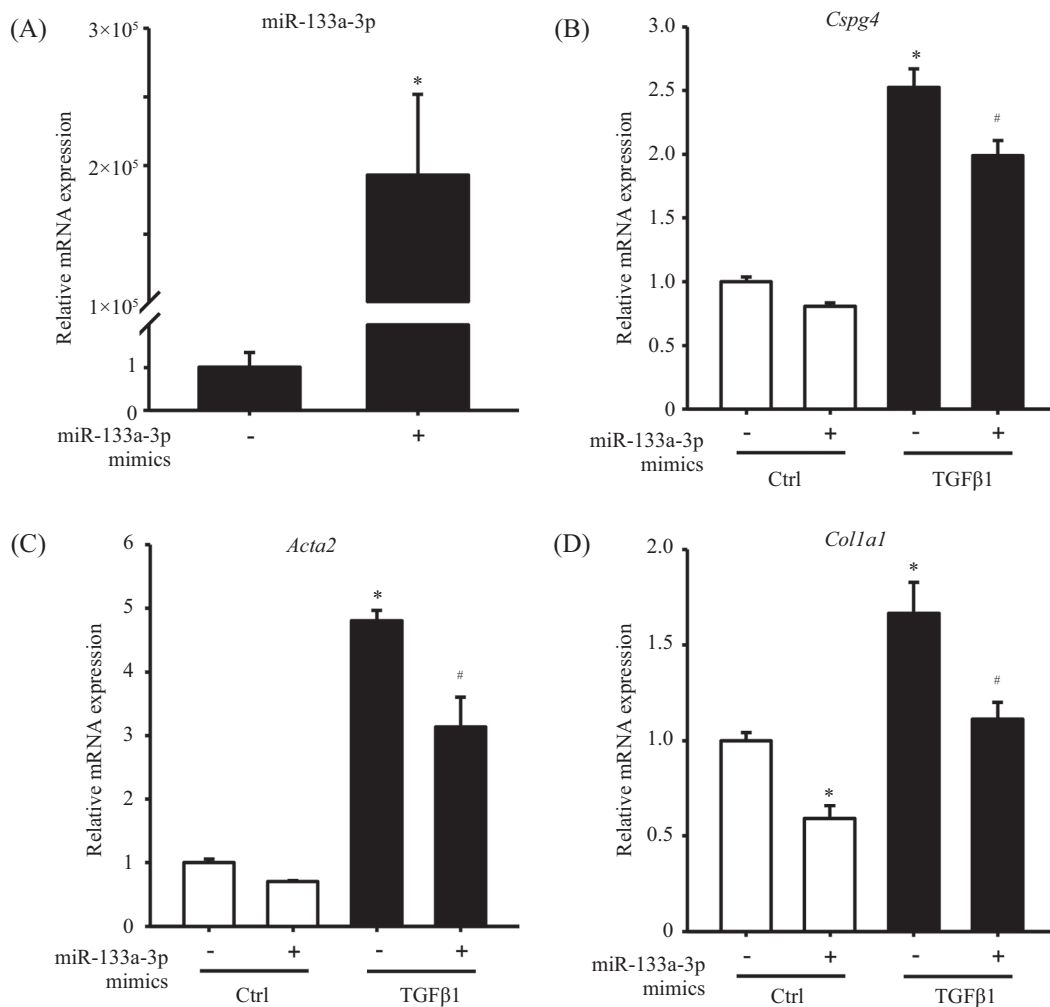 (A)
miR-133a-3p
3×10⁵
2×10⁵
1×10⁵
1
0
Relative mRNA expression
*
miR-133a-3p
mimics
- +
(B)
Cspg4
3.0
2.5
2.0
1.5
1.0
0.5
0
Relative mRNA expression
*
#
miR-133a-3p
mimics
- + - +
Ctrl TGFβ1
(C)
Acta2
6
5
4
3
2
1
0
Relative mRNA expression
*
#
miR-133a-3p
mimics
- + - +
Ctrl TGFβ1
(D)
Col1a1
2.0
1.5
1.0
0.5
0
Relative mRNA expression
*
*
#
miR-133a-3p
mimics
- + - +
Ctrl TGFβ1